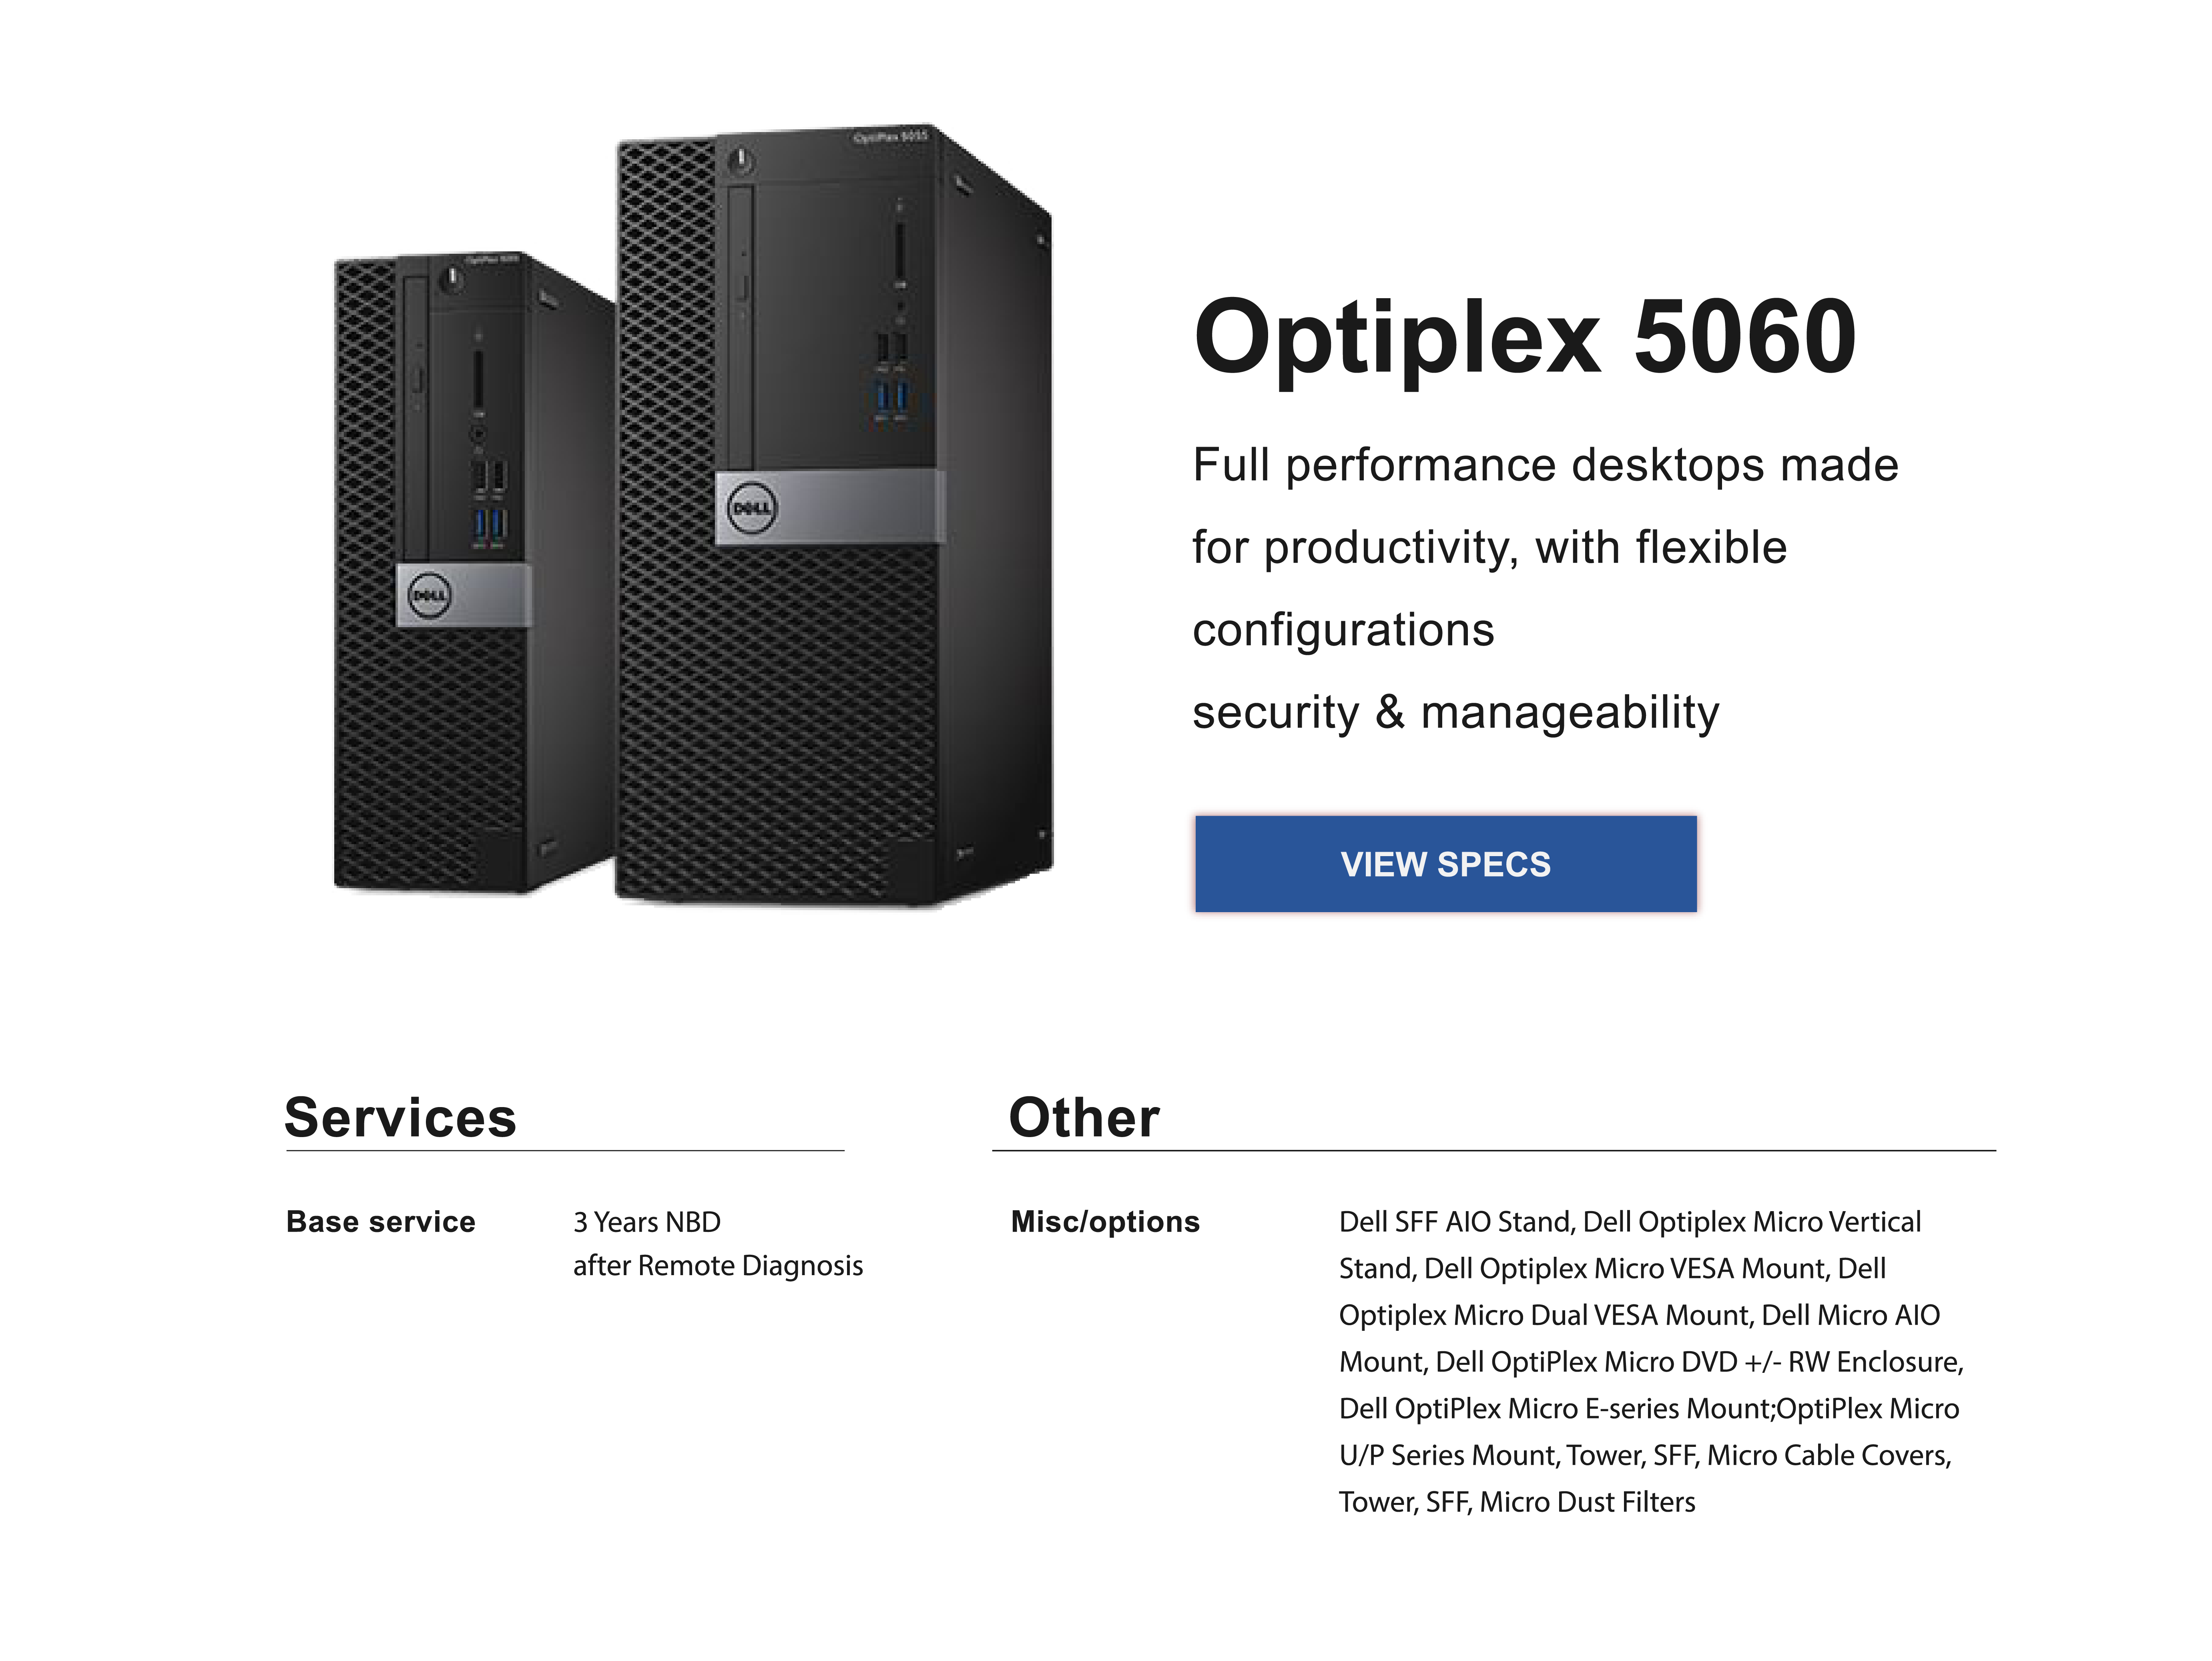 OptiPlex 5055
DELL
DELL
Optiplex 5060
Full performance desktops made
for productivity, with flexible
configurations
security & manageability
VIEW SPECS
Services
Base service
3 Years NBD
after Remote Diagnosis
Other
Misc/options
Dell SFF AIO Stand, Dell Optiplex Micro Vertical
Stand, Dell Optiplex Micro VESA Mount, Dell
Optiplex Micro Dual VESA Mount, Dell Micro AIO
Mount, Dell OptiPlex Micro DVD +/- RW Enclosure,
Dell OptiPlex Micro E-series Mount;OptiPlex Micro
U/P Series Mount, Tower, SFF, Micro Cable Covers,
Tower, SFF, Micro Dust Filters